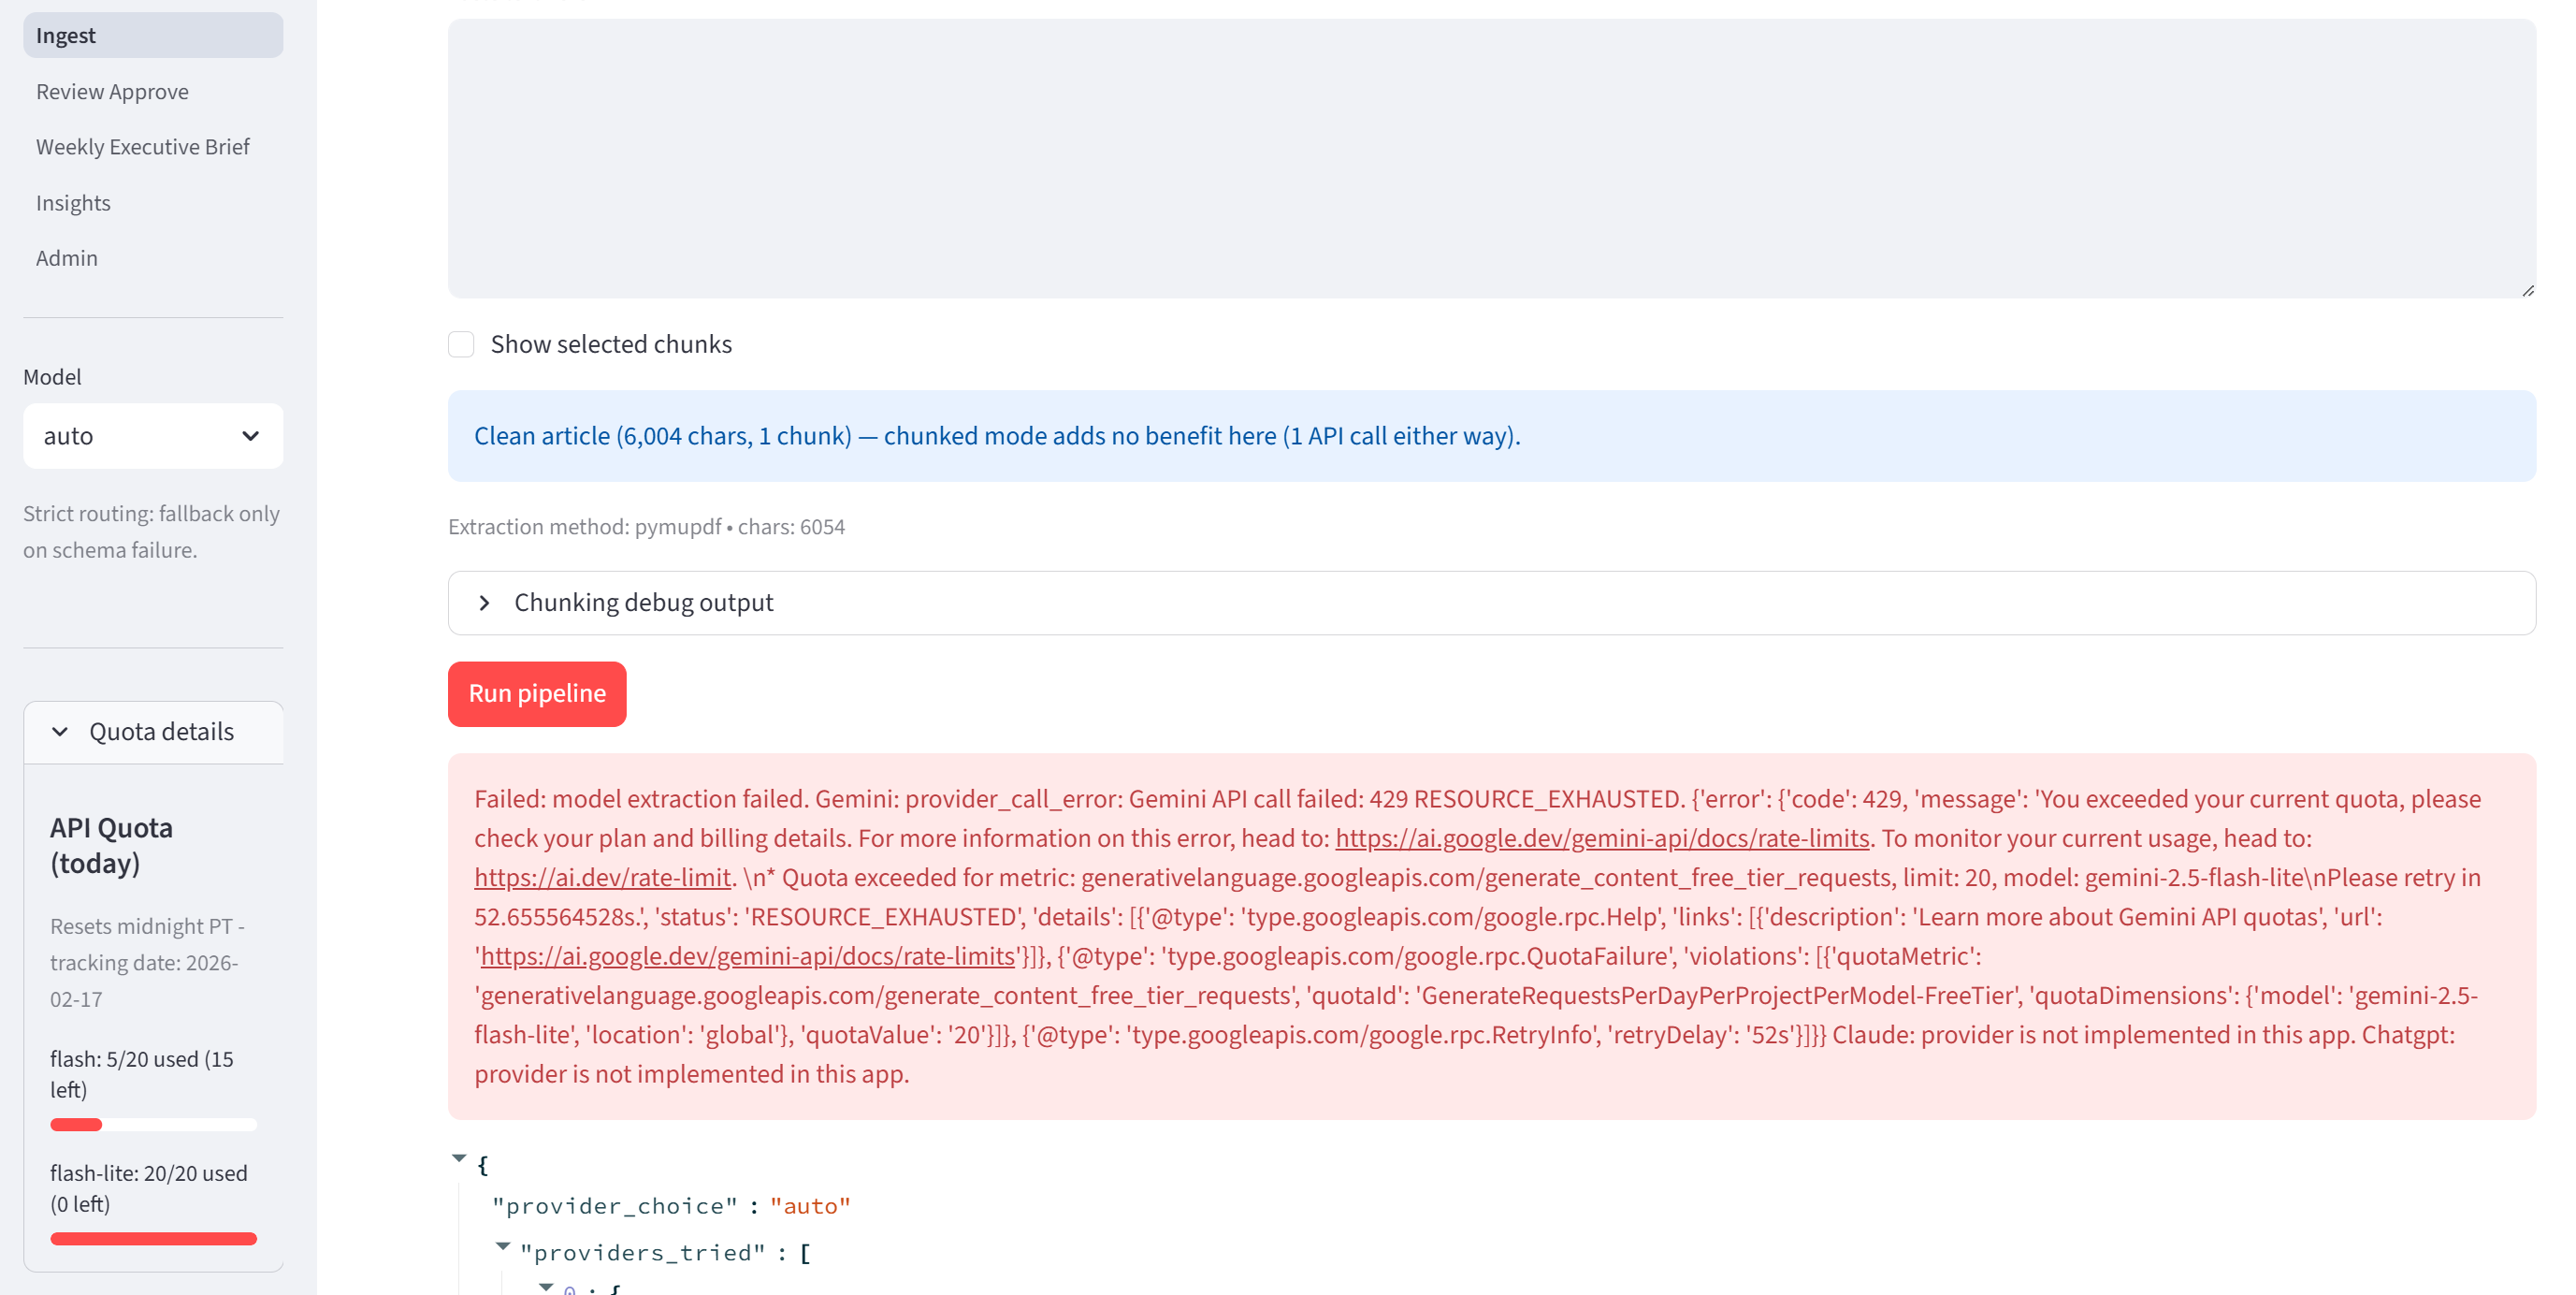 Ingest
Review Approve
Weekly Executive Brief
Insights
Admin
Model
auto
Strict routing: fallback only
on schema failure.
Quota details
API Quota
(today)
Resets midnight PT -
tracking date: 2026-
02-17
flash: 5/20 used (15
left)
flash-lite: 20/20 used
(0 left)
Show selected chunks
Clean article (6,004 chars, 1 chunk) — chunked mode adds no benefit here (1 API call either way).
Extraction method: pymupdf • chars: 6054
Chunking debug output
Run pipeline
Failed: model extraction failed. Gemini: provider_call_error: Gemini API call failed: 429 RESOURCE_EXHAUSTED. {'error': {'code': 429, 'message': 'You exceeded your current quota, please
check your plan and billing details. For more information on this error, head to: https://ai.google.dev/gemini-api/docs/rate-limits. To monitor your current usage, head to:
https://ai.dev/rate-limit. \n* Quota exceeded for metric: generativelanguage.googleapis.com/generate_content_free_tier_requests, limit: 20, model: gemini-2.5-flash-lite\nPlease retry in
52.655564528s.', 'status': 'RESOURCE_EXHAUSTED', 'details': [{'@type': 'type.googleapis.com/google.rpc.Help', 'links': [{'description': 'Learn more about Gemini API quotas', 'url':
'https://ai.google.dev/gemini-api/docs/rate-limits'}]}, {'@type': 'type.googleapis.com/google.rpc.QuotaFailure', 'violations': [{'quotaMetric':
'generativelanguage.googleapis.com/generate_content_free_tier_requests', 'quotaId': 'GenerateRequestsPerDayPerProjectPerModel-FreeTier', 'quotaDimensions': {'model': 'gemini-2.5-
flash-lite', 'location': 'global'}, 'quotaValue': '20'}]}, {'@type': 'type.googleapis.com/google.rpc.RetryInfo', 'retryDelay': '52s'}]}} Claude: provider is not implemented in this app. Chatgpt:
provider is not implemented in this app.
{
"provider_choice" : "auto"
"providers_tried" : [
0 : {